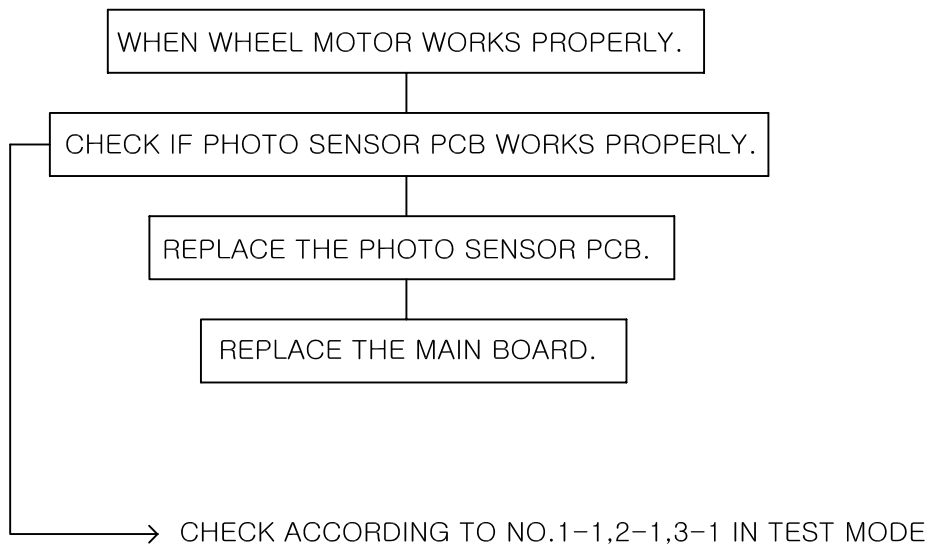 WHEN WHEEL MOTOR WORKS PROPERLY.
CHECK IF PHOTO SENSOR PCB WORKS PROPERLY.
REPLACE THE PHOTO SENSOR PCB.
REPLACE THE MAIN BOARD.
CHECK ACCORDING TO NO.1-1,2-1,3-1 IN TEST MODE